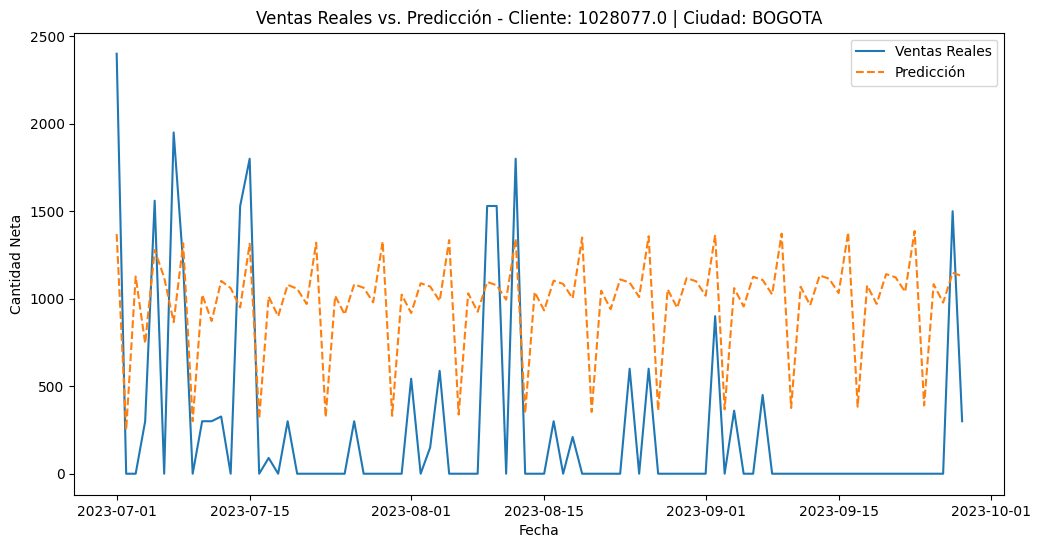 Ventas Reales vs. Predicción - Cliente: 1028077.0 | Ciudad: BOGOTA
Ventas Reales
Predicción
Cantidad Neta
2500
2000
1500
1000
500
0
2023-07-01 2023-07-15 2023-08-01 2023-08-15 2023-09-01 2023-09-15 2023-10-01
Fecha